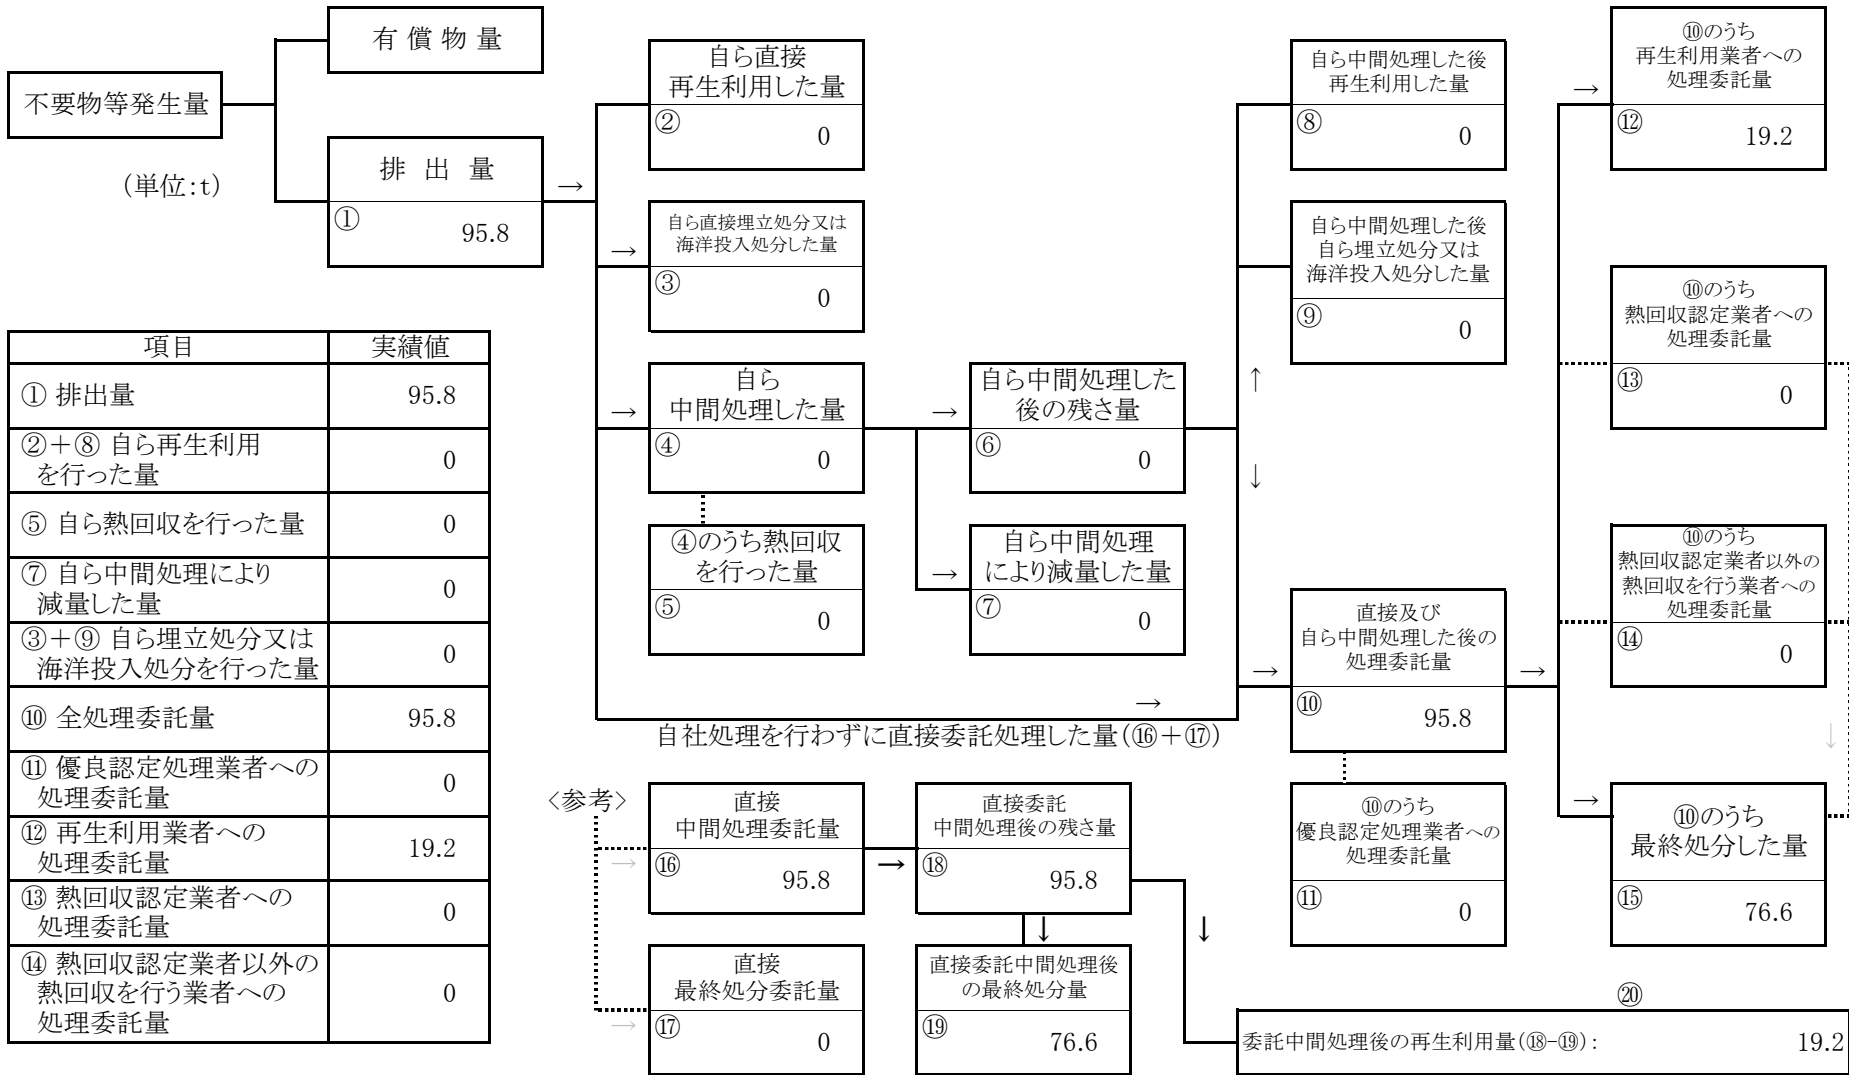 不要物等発生量
有 償 物 量
排 出 量
①
95.8
(単位:t)
→
自ら直接
再生利用した量
②
0
→
自ら直接埋立処分又は
海洋投入処分した量
③
0
→
自ら
中間処理した量
④
0
④のうち熱回収
を行った量
⑤
0
→
自ら中間処理した
後の残さ量
⑥
0
→
自ら中間処理
により減量した量
⑦
0
自ら中間処理した後
再生利用した量
⑧
0
自ら中間処理した後
自ら埋立処分又は
海洋投入処分した量
⑨
0
↑
↓
→
自社処理を行わずに直接委託処理した量(⑯+⑰)
→
直接及び
自ら中間処理した後の
処理委託量
⑩
95.8
→
⑩のうち
優良認定処理業者への
処理委託量
⑪
0
→
⑩のうち
再生利用業者への
処理委託量
⑫
19.2
⑩のうち
熱回収認定業者への
処理委託量
⑬
0
⑩のうち
熱回収認定業者以外の
熱回収を行う業者への
処理委託量
⑭
0
↓
→
⑩のうち
最終処分した量
⑮
76.6
項目 実績値
① 排出量 95.8
②+⑧ 自ら再生利用
を行った量 0
⑤ 自ら熱回収を行った量 0
⑦ 自ら中間処理により
減量した量 0
③+⑨ 自ら埋立処分又は
海洋投入処分を行った量 0
⑩ 全処理委託量 95.8
⑪ 優良認定処理業者への
処理委託量 0
⑫ 再生利用業者への
処理委託量 19.2
⑬ 熱回収認定業者への
処理委託量 0
⑭ 熱回収認定業者以外の
熱回収を行う業者への
処理委託量 0
<参考>
→
直接
中間処理委託量
⑯
95.8
→
直接委託
中間処理後の残さ量
⑱
95.8
→
直接
最終処分委託量
⑰
0
↓
直接委託中間処理後
の最終処分量
⑲
76.6
↓
⑳
委託中間処理後の再生利用量(⑱-⑲): 19.2